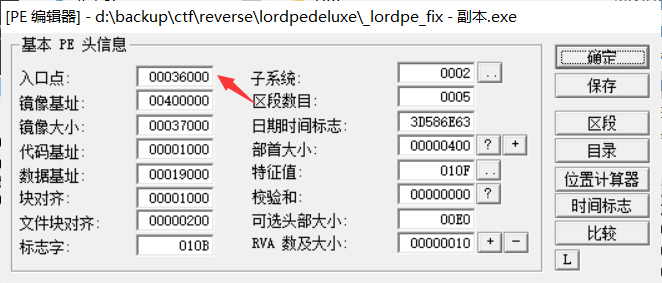 [PE 编辑器] - d:\backup\ctf\reverse\lordpedeluxe\_lordpe_fix - 副本.exe
基本 PE 头信息
入口点: 00036000 子系统: 0002 ..
镜像基址: 00400000 区段数目: 0005
镜像大小: 00037000 日期时间标志: 3D586E63
代码基址: 00001000 部首大小: 00000400 ? +
数据基址: 00019000 特征值: 010F ..
块对齐: 00001000 校验和: 00000000 ?
文件块对齐: 00000200 可选头部大小: 00E0
标志字: 010B RVA 数及大小: 00000010 + -
确定
保存
区段
目录
位置计算器
时间标志
比较
L